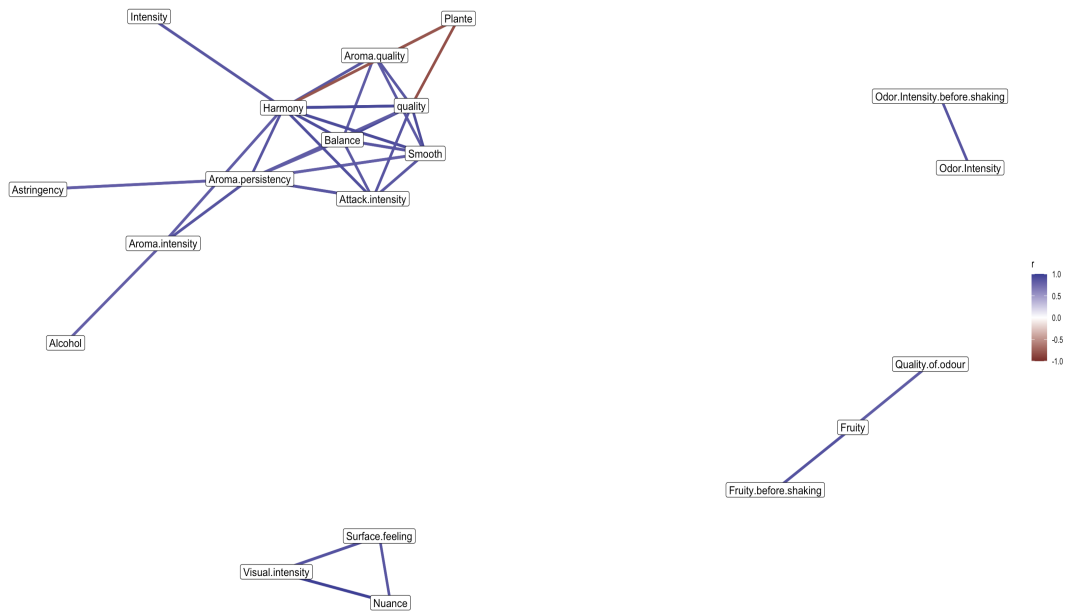 Intensity
Plante
Aroma.quality
Odor.Intensity.before.shaking
Harmony
quality
Balance
Smooth
Odor.Intensity
Aroma.persistency
Astringency
Attack.intensity
Aroma.intensity
r
1.0
0.5
0.0
-0.5
-1.0
Alcohol
Quality.of.odour
Fruity
Fruity.before.shaking
Surface.feeling
Visual.intensity
Nuance